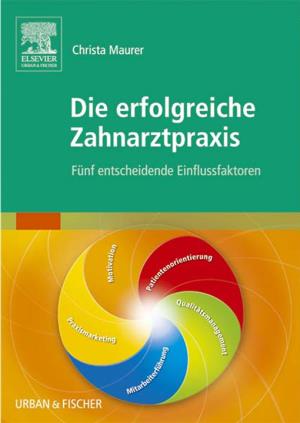 ELSEVIER
URBAN & FISCHER
Christa Maurer
Die erfolgreiche
Zahnarztpraxis
Fünf entscheidende Einflussfaktoren
Motivation
Patientenorientierung
Qualitätsmanagement
Mitarbeiterführung
Praxismarketing
URBAN & FISCHER